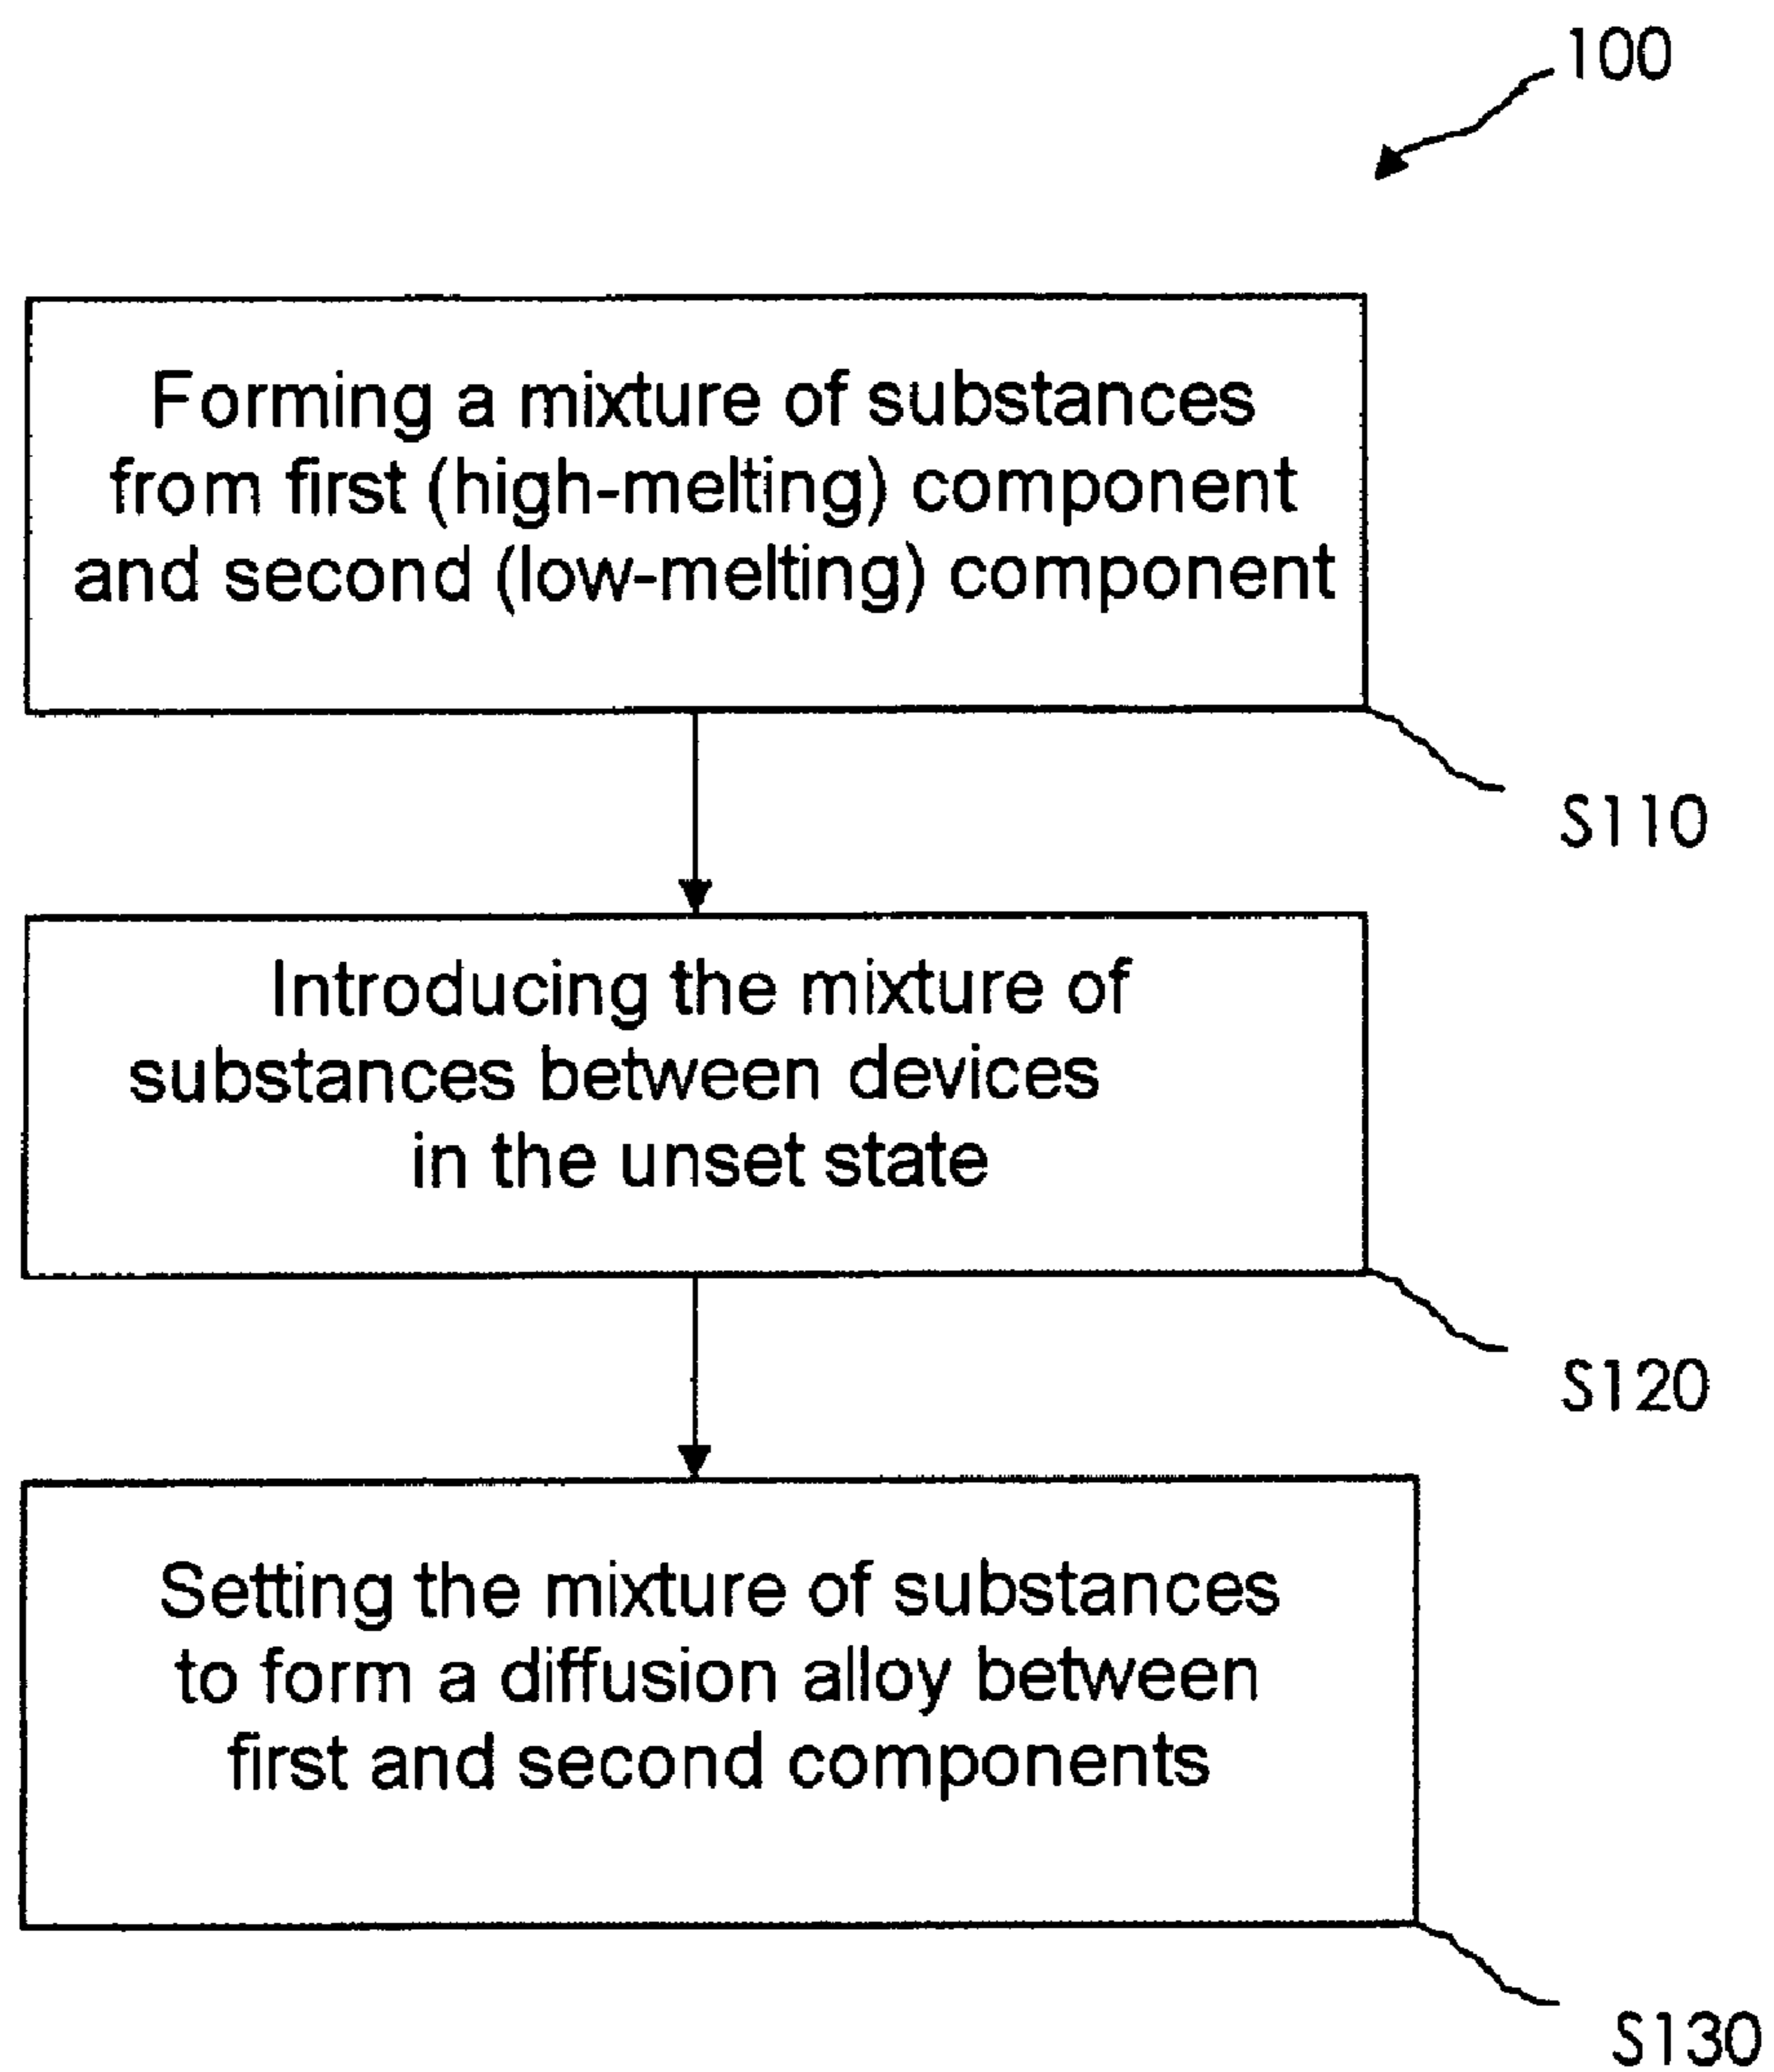 100
Forming a mixture of substances
from first (high-melting) component
and second (low-melting) component
S110
Introducing the mixture of
substances between devices
in the unset state
S120
Setting the mixture of substances
to form a diffusion alloy between
first and second components
S130